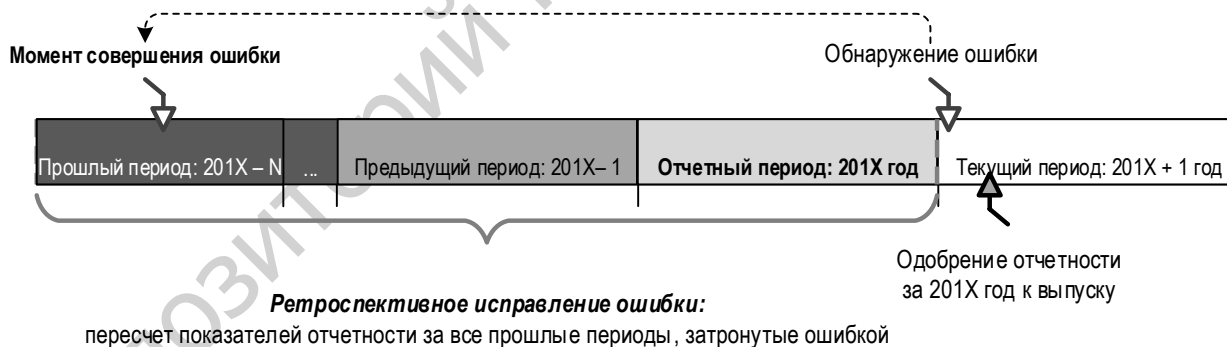 Момент совершения ошибки
Обнаружение ошибки
Прошлый период: 201X – N
...
Предыдущий период: 201X– 1
Отчетный период: 201X год
Текущий период: 201X + 1 год
Одобрение отчетности
за 201X год к выпуску
Ретроспективное исправление ошибки:
пересчет показателей отчетности за все прошлые периоды, затронутые ошибкой